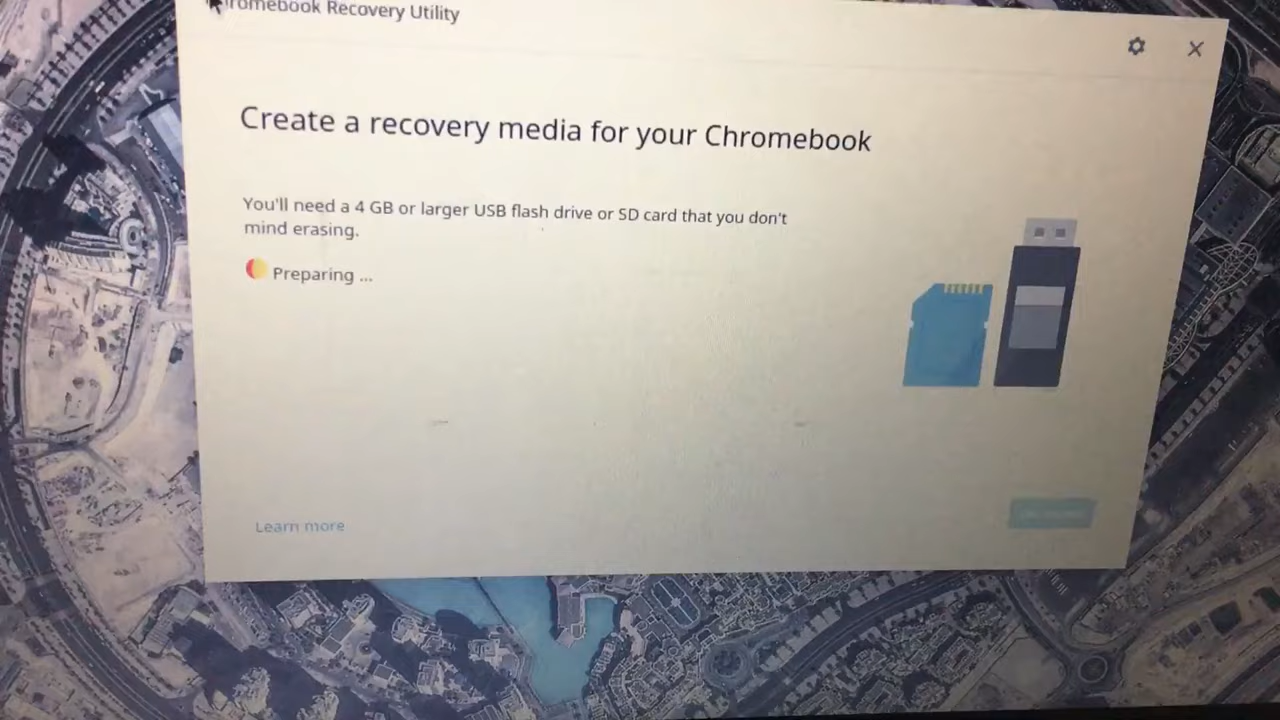 romebook Recovery Utility
Create a recovery media for your Chromebook
You'll need a 4 GB or larger USB flash drive or SD card that you don't
mind erasing.
Preparing ...
Learn more